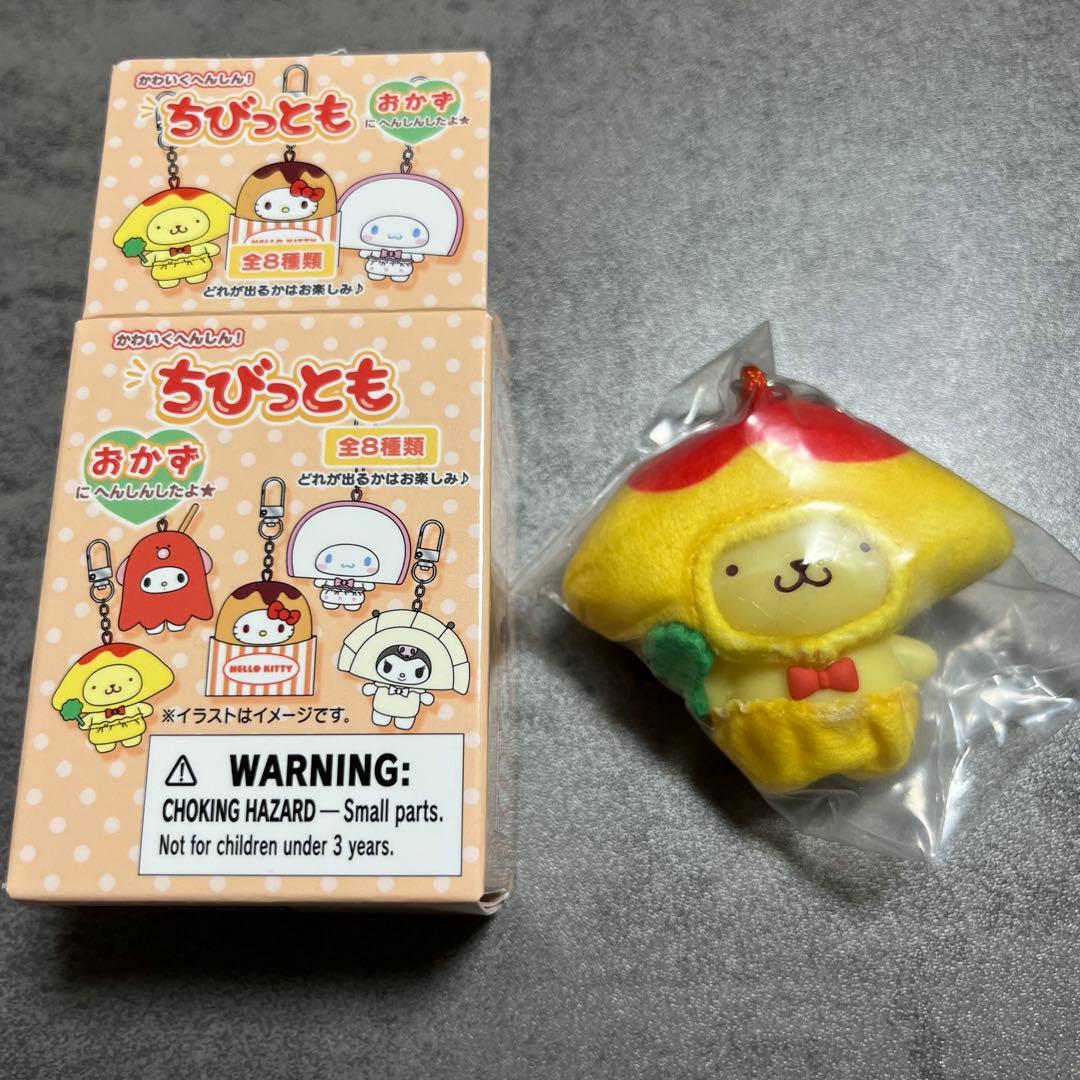 かわいくへんしん!
ちびっとも
おかず
に へんしんしたよ★
HELLO KITTY
全8種類
どれが出るかはお楽しみ♪
かわいくへんしん!
ちびっとも
おかず
に へんしんしたよ★
全8種類
どれが出るかはお楽しみ♪
HELLO KITTY
※イラストはイメージです。
WARNING:
CHOKING HAZARD — Small parts.
Not for children under 3 years.